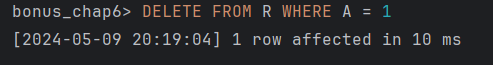 bonus_chap6> DELETE FROM R WHERE A = 1
[2024-05-09 20:19:04] 1 row affected in 10 ms